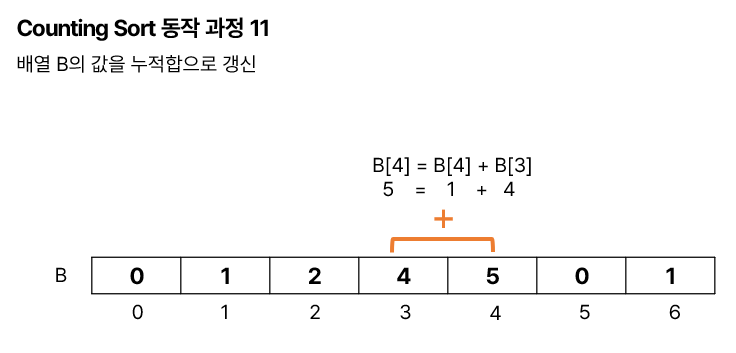 Counting Sort 동작 과정 11
배열 B의 값을 누적합으로 갱신
B[4] = B[4] + B[3]
5 = 1 + 4
+
B 0 1 2 4 5 0 1
0 1 2 3 4 5 6